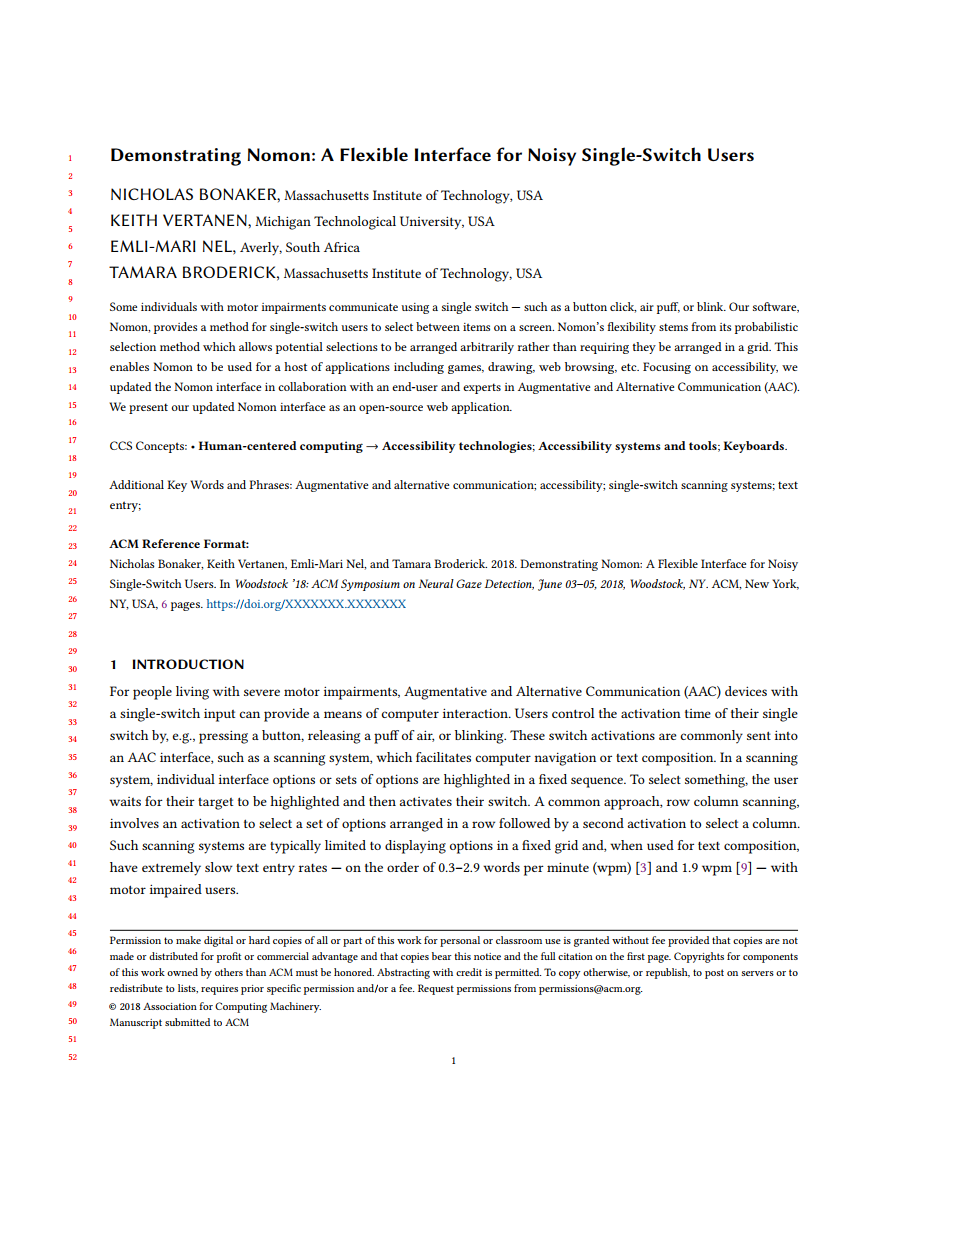 Demonstrating Nomon: A Flexible Interface for Noisy Single-Switch Users
NICHOLAS BONAKER, Massachusetts Institute of Technology, USA
KEITH VERTANEN, Michigan Technological University, USA
EMLI-MARI NEL, Averly, South Africa
TAMARA BRODERICK, Massachusetts Institute of Technology, USA
Some individuals with motor impairments communicate using a single switch — such as a button click, air puff, or blink. Our software,
Nomon, provides a method for single-switch users to select between items on a screen. Nomon's flexibility stems from its probabilistic
selection method which allows potential selections to be arranged arbitrarily rather than requiring they be arranged in a grid. This
enables Nomon to be used for a host of applications including games, drawing, web browsing, etc. Focusing on accessibility, we
updated the Nomon interface in collaboration with an end-user and experts in Augmentative and Alternative Communication (AAC).
We present our updated Nomon interface as an open-source web application.
CCS Concepts: • Human-centered computing → Accessibility technologies; Accessibility systems and tools; Keyboards.
Additional Key Words and Phrases: Augmentative and alternative communication; accessibility; single-switch scanning systems; text
entry;
ACM Reference Format:
Nicholas Bonaker, Keith Vertanen, Emli-Mari Nel, and Tamara Broderick. 2018. Demonstrating Nomon: A Flexible Interface for Noisy
Single-Switch Users. In Woodstock '18: ACM Symposium on Neural Gaze Detection, June 03–05, 2018, Woodstock, NY. ACM, New York,
NY, USA, 6 pages. https://doi.org/XXXXXXX.XXXXXXX
1 INTRODUCTION
For people living with severe motor impairments, Augmentative and Alternative Communication (AAC) devices with
a single-switch input can provide a means of computer interaction. Users control the activation time of their single
switch by, e.g., pressing a button, releasing a puff of air, or blinking. These switch activations are commonly sent into
an AAC interface, such as a scanning system, which facilitates computer navigation or text composition. In a scanning
system, individual interface options or sets of options are highlighted in a fixed sequence. To select something, the user
waits for their target to be highlighted and then activates their switch. A common approach, row column scanning,
involves an activation to select a set of options arranged in a row followed by a second activation to select a column.
Such scanning systems are typically limited to displaying options in a fixed grid and, when used for text composition,
have extremely slow text entry rates — on the order of 0.3–2.9 words per minute (wpm) [3] and 1.9 wpm [9] — with
motor impaired users.
Permission to make digital or hard copies of all or part of this work for personal or classroom use is granted without fee provided that copies are not
made or distributed for profit or commercial advantage and that copies bear this notice and the full citation on the first page. Copyrights for components
of this work owned by others than ACM must be honored. Abstracting with credit is permitted. To copy otherwise, or republish, to post on servers or to
redistribute to lists, requires prior specific permission and/or a fee. Request permissions from permissions@acm.org.
© 2018 Association for Computing Machinery.
Manuscript submitted to ACM
1
1
2
3
4
5
6
7
8
9
10
11
12
13
14
15
16
17
18
19
20
21
22
23
24
25
26
27
28
29
30
31
32
33
34
35
36
37
38
39
40
41
42
43
44
45
46
47
48
49
50
51
52